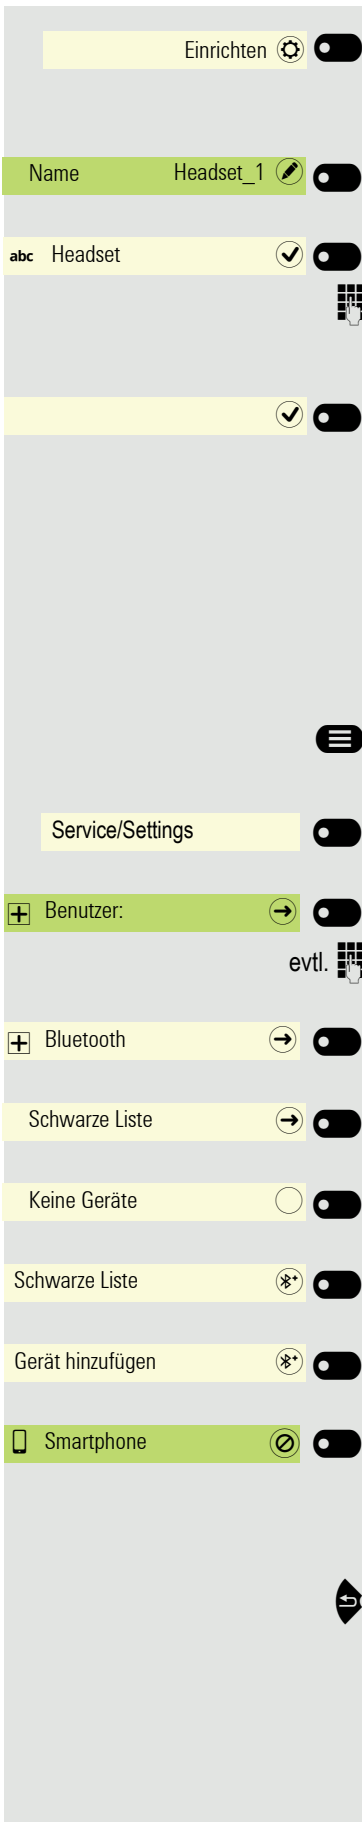 Einrichten
Name Headset_1
abc Headset
Service/Settings
Benutzer:
evtl.
Bluetooth
Schwarze Liste
Keine Geräte
Schwarze Liste
Gerät hinzufügen
Smartphone